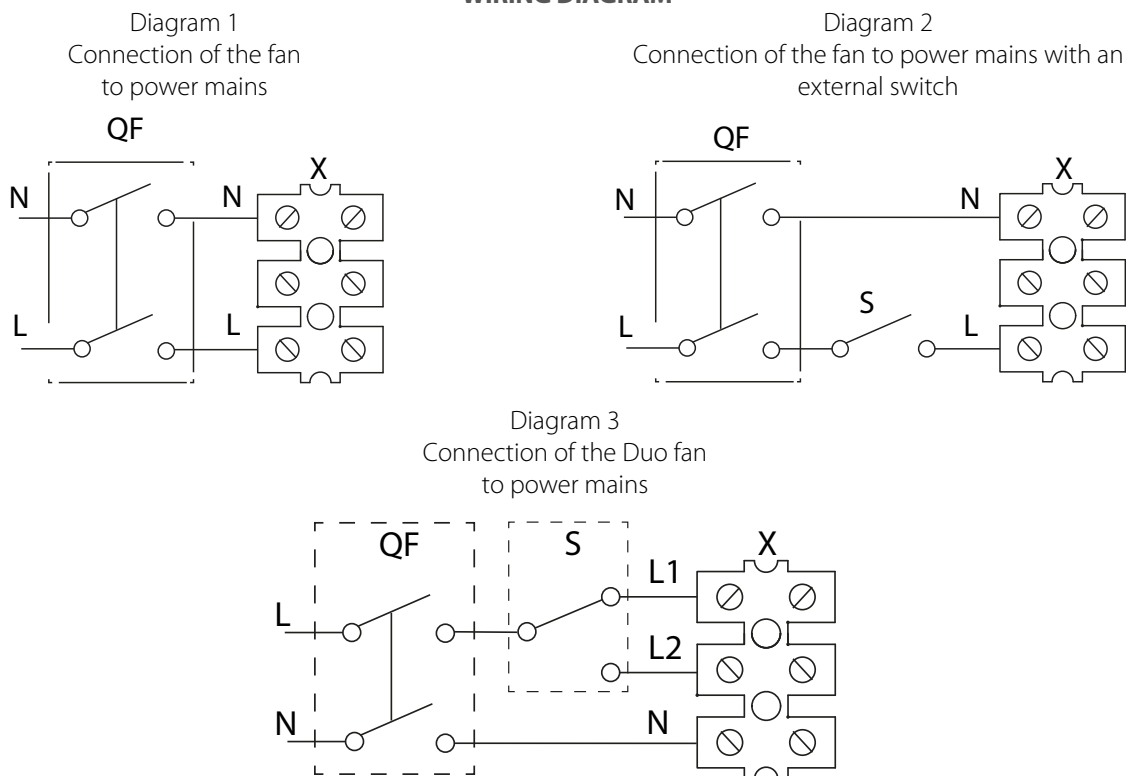 WIRING DIAGRAM
Diagram 1
Connection of the fan
to power mains
QF
X
N
N
L
L
Diagram 2
Connection of the fan to power mains with an
external switch
QF
X
N
N
S
L
L
Diagram 3
Connection of the Duo fan
to power mains
QF
S
X
L1
L
L2
N
N